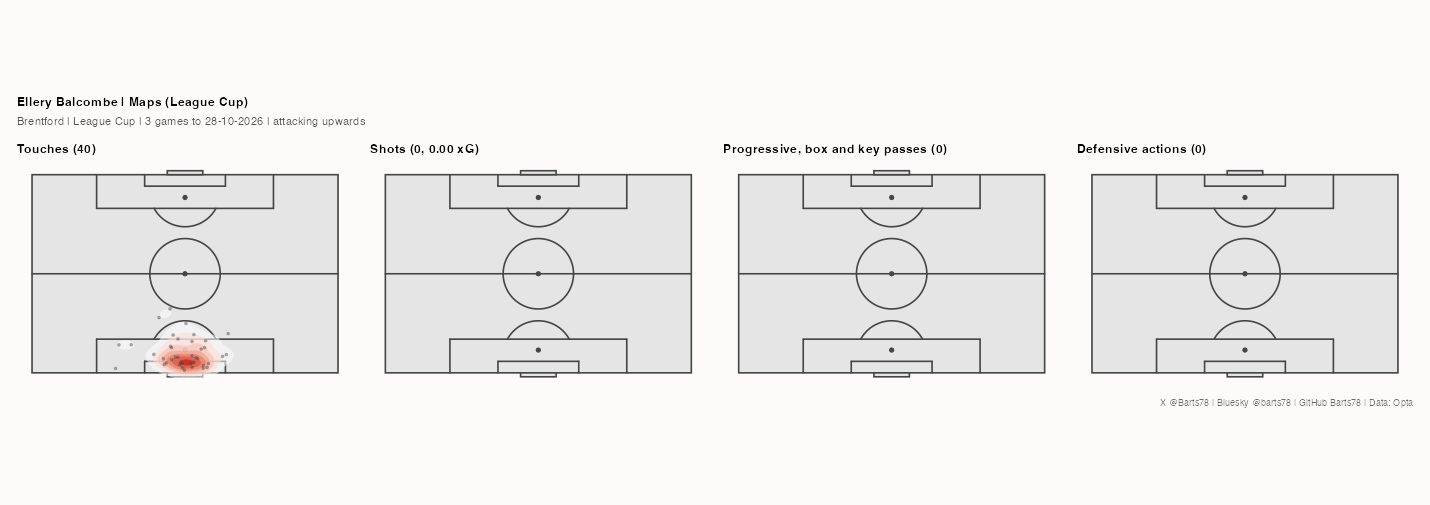 Ellery Balcombe | Maps (League Cup)
Brentford | League Cup | 3 games to 28-10-2026 | attacking upwards
Touches (40)
Shots (0, 0.00 xG)
Progressive, box and key passes (0)
Defensive actions (0)
X @Barts78 | Bluesky @barts78 | GitHub Barts78 | Data: Opta